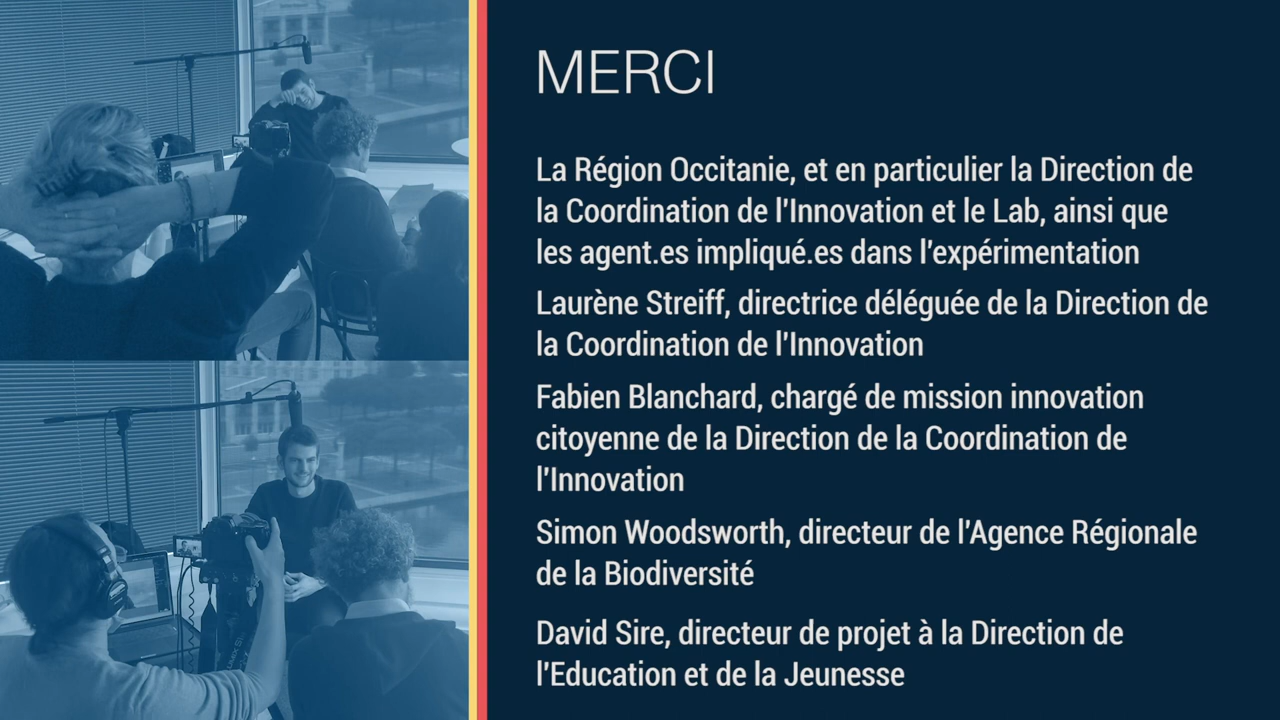 MERCI
La Région Occitanie, et en particulier la Direction de
la Coordination de l'Innovation et le Lab, ainsi que
les agent.es impliqué.es dans l'expérimentation
Laurène Streiff, directrice déléguée de la Direction de
la Coordination de l'Innovation
Fabien Blanchard, chargé de mission innovation
citoyenne de la Direction de la Coordination de
l'Innovation
Simon Woodsworth, directeur de l'Agence Régionale
de la Biodiversité
David Sire, directeur de projet à la Direction de
l'Education et de la Jeunesse